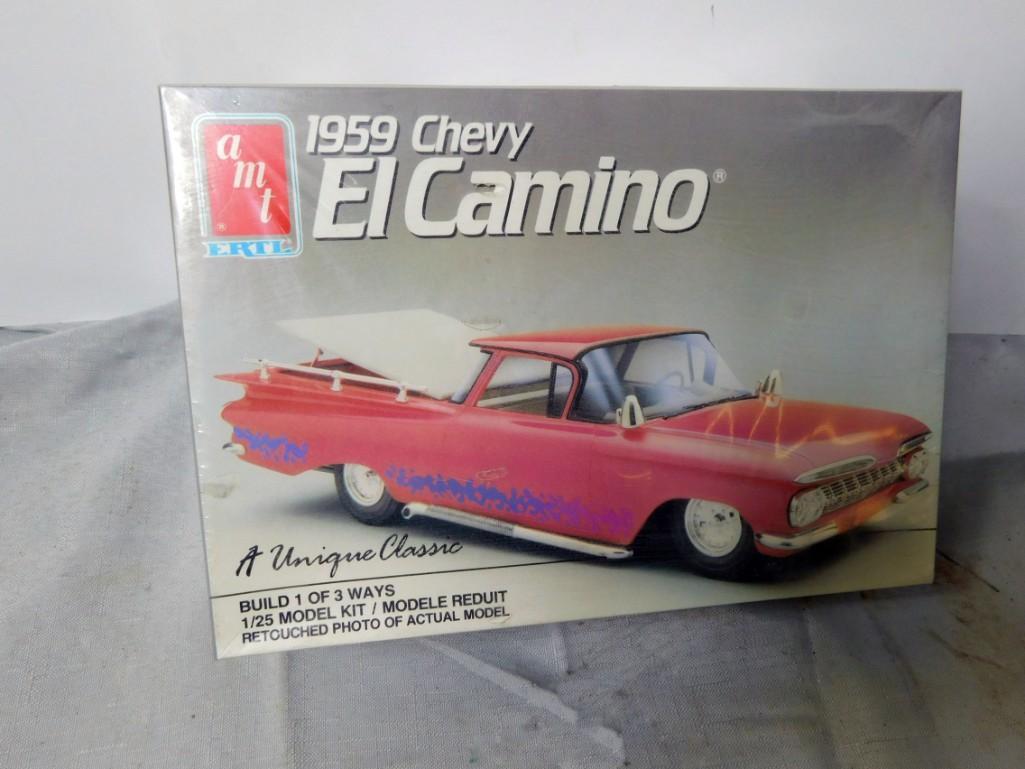 amt
®
ERTL
1959 Chevy
El Camino®
A Unique Classic
BUILD 1 OF 3 WAYS
1/25 MODEL KIT / MODELE REDUIT
RETOUCHED PHOTO OF ACTUAL MODEL